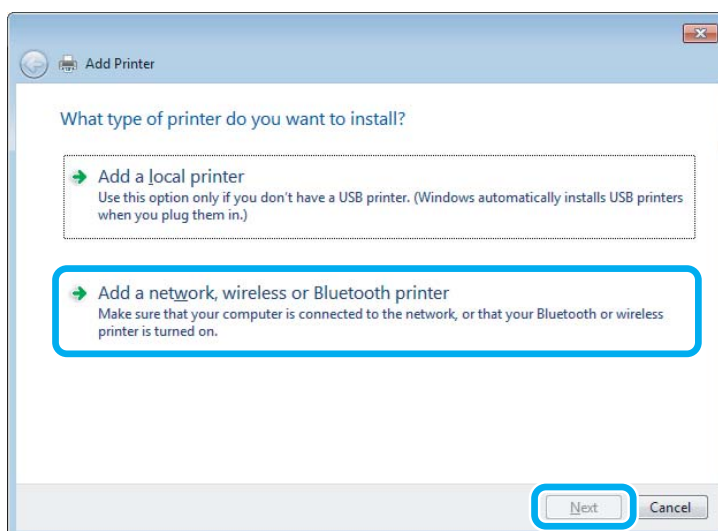 Add Printer
What type of printer do you want to install?
Add a local printer
Use this option only if you don't have a USB printer. (Windows automatically installs USB printers
when you plug them in.)
Add a network, wireless or Bluetooth printer
Make sure that your computer is connected to the network, or that your Bluetooth or wireless
printer is turned on.
Next Cancel